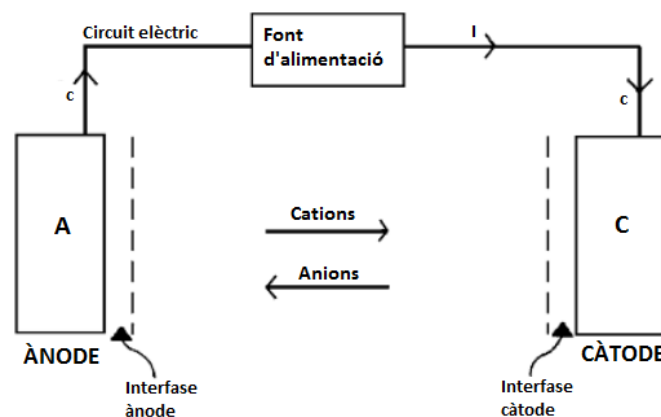 Circuit elèctric
Font
d'alimentació
I
c
c
A
Cations
C
Anions
ÀNODE
CÀTODE
Interfase
ànode
Interfase
càtode